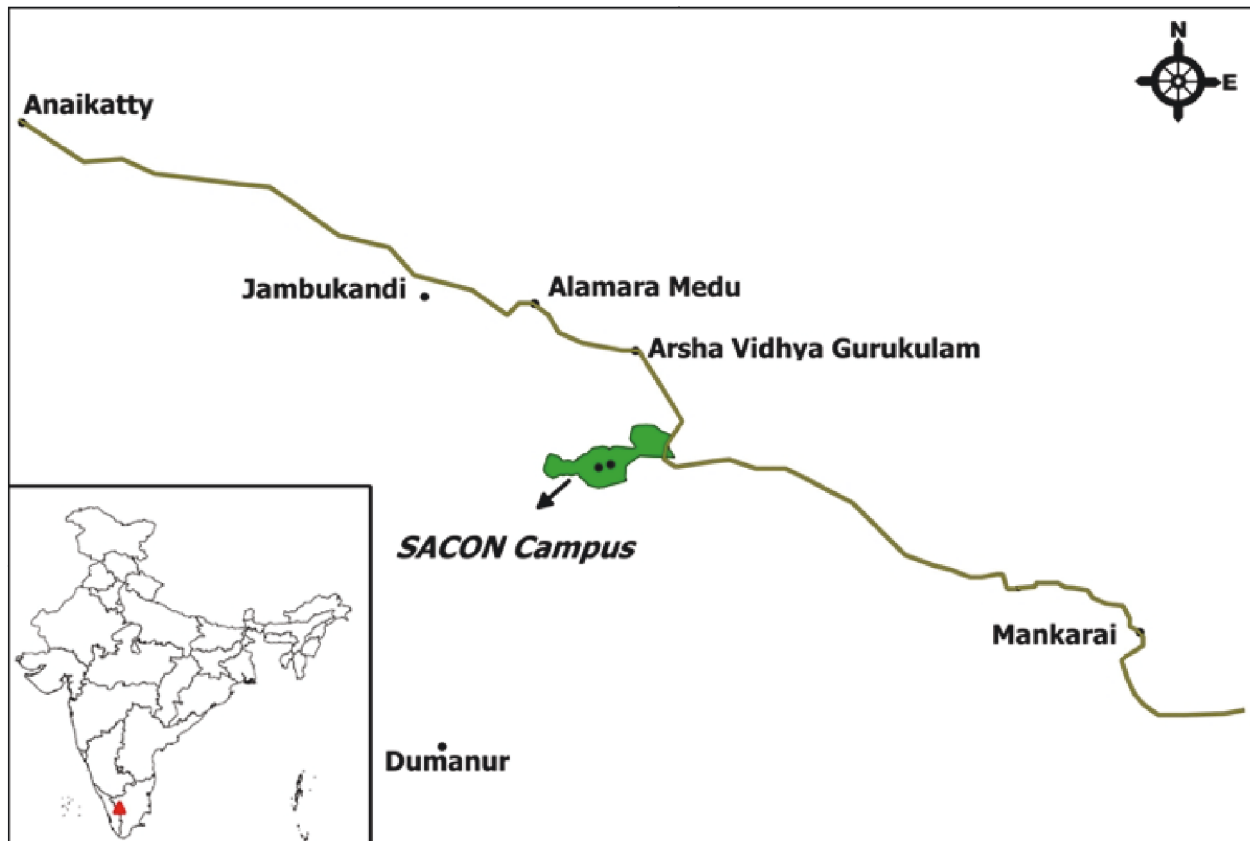 N
E
Anaikatty
Jambukandi
Alamara Medu
Arsha Vidhya Gurukulam
SACON Campus
Mankarai
Dumanur